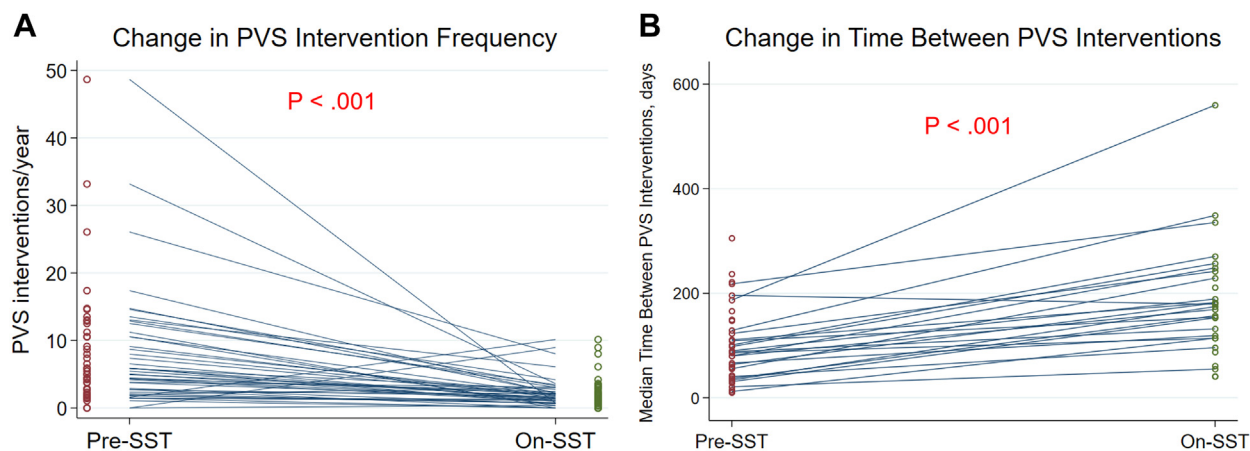 A
Change in PVS Intervention Frequency
P < .001
PVS interventions/year
50
40
30
20
10
0
Pre-SST
On-SST
B
Change in Time Between PVS Interventions
P < .001
Median Time Between PVS Interventions, days
600
400
200
0
Pre-SST
On-SST